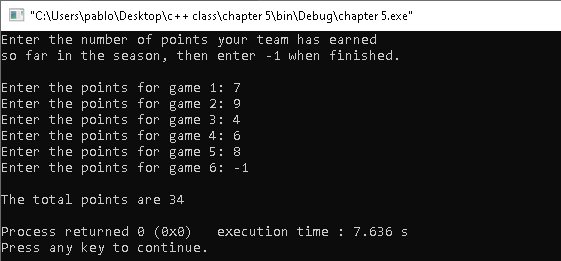 "C:\Users\pablo\Desktop\c++ class\chapter 5\bin\Debug\chapter 5.exe"
Enter the number of points your team has earned
so far in the season, then enter -1 when finished.
Enter the points for game 1: 7
Enter the points for game 2: 9
Enter the points for game 3: 4
Enter the points for game 4: 6
Enter the points for game 5: 8
Enter the points for game 6: -1
The total points are 34
Process returned 0 (0x0)   execution time : 7.636 s
Press any key to continue.